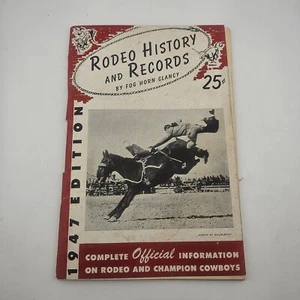 RODEO HISTORY
AND RECORDS
BY FOG HORN CLANCY
25¢
1947 EDITION
COMPLETE Official INFORMATION
ON RODEO AND CHAMPION COWBOYS